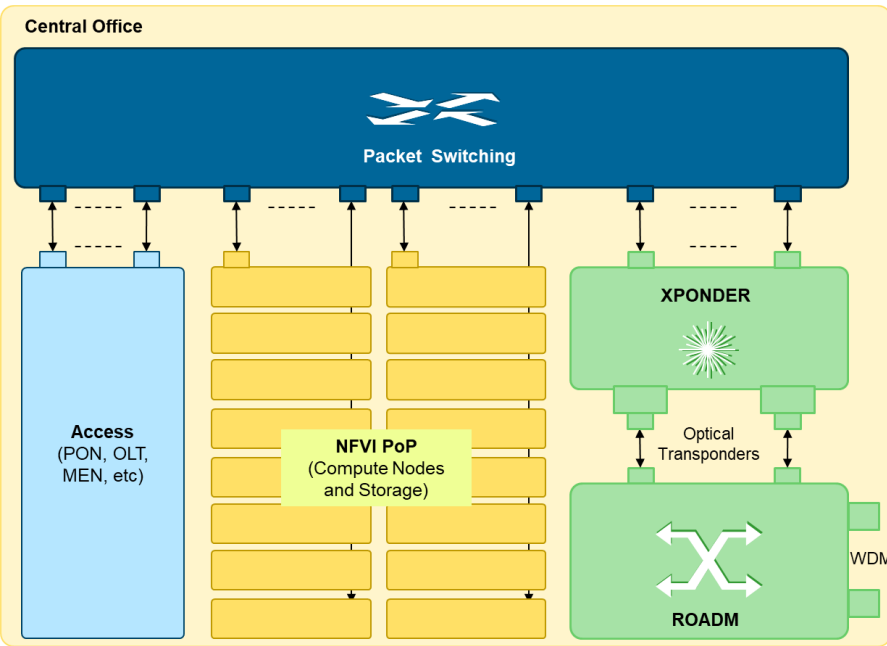 Central Office
Packet Switching
XPONDER
Access
(PON, OLT,
MEN, etc)
NFVI PoP
(Compute Nodes
and Storage)
Optical
Transponders
WDM
ROADM